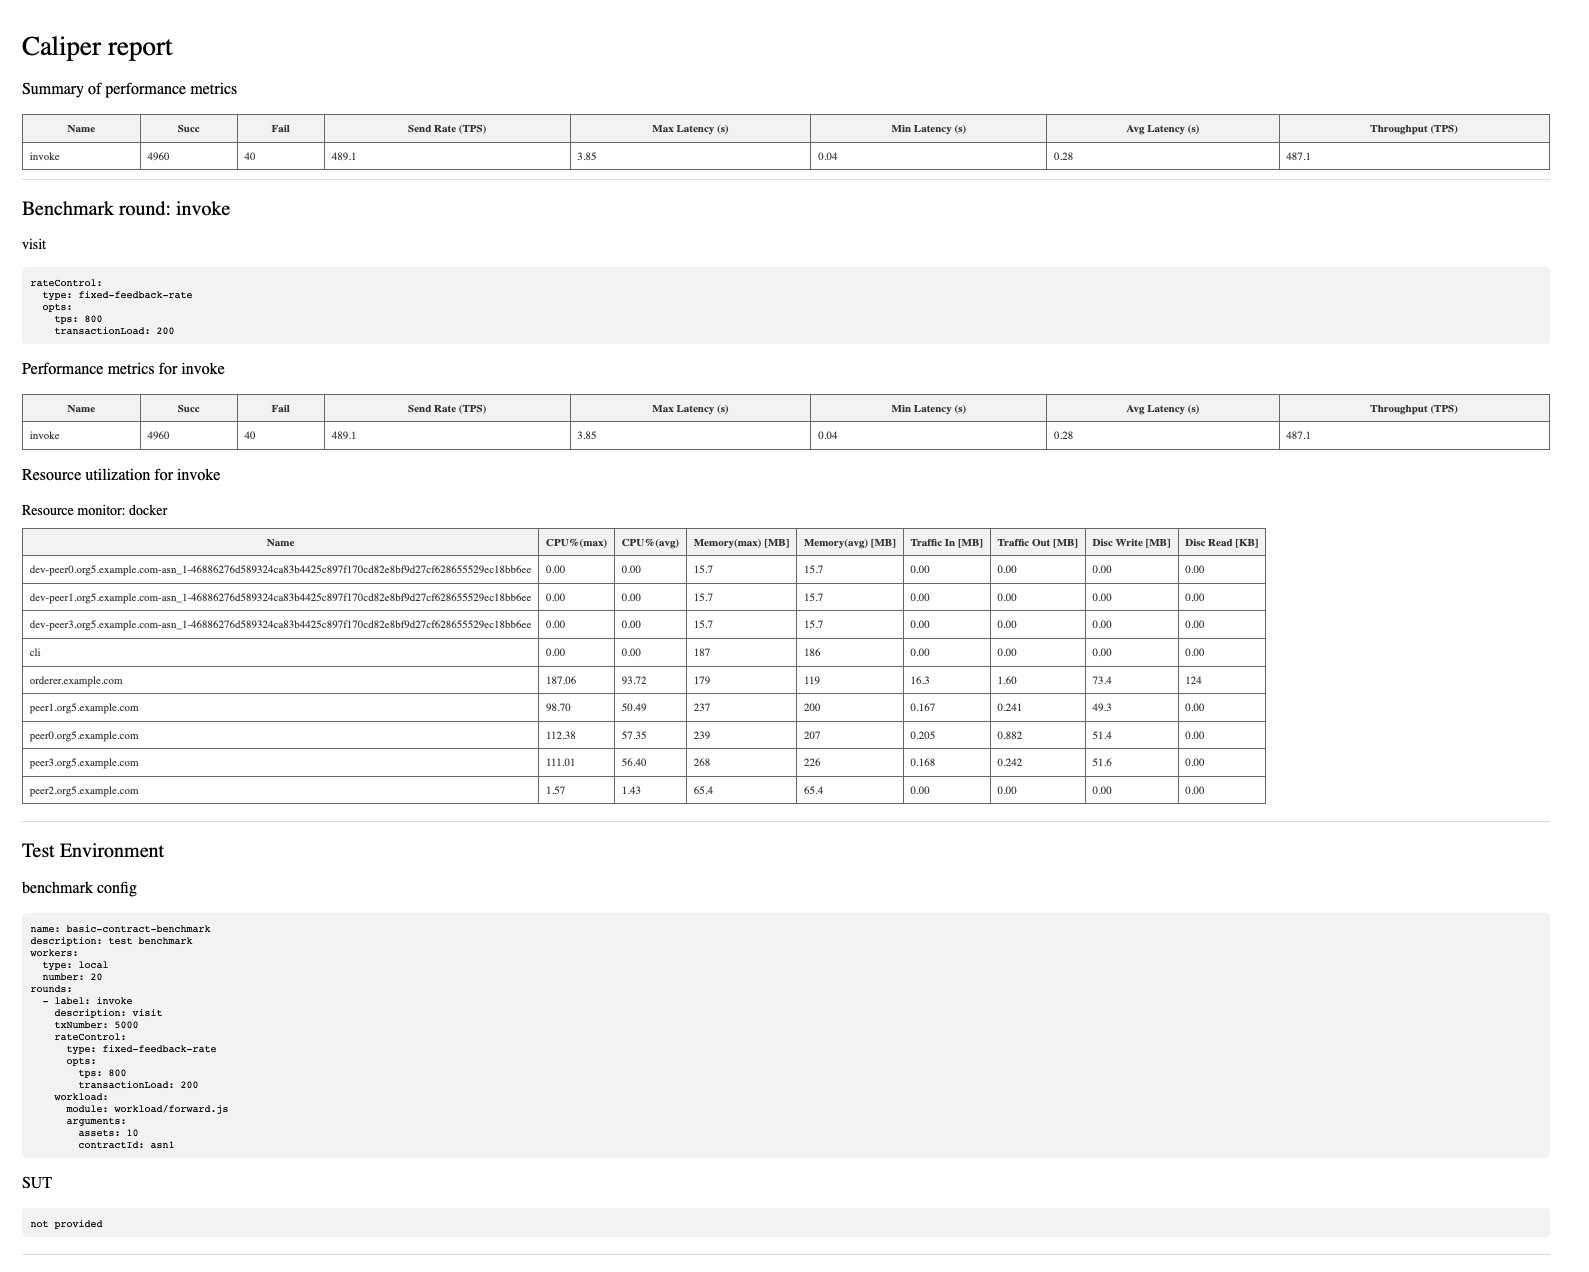 Caliper report
Summary of performance metrics
Name Succ Fail Send Rate (TPS) Max Latency (s) Min Latency (s) Avg Latency (s) Throughput (TPS)
invoke 4960 40 489.1 3.85 0.04 0.28 487.1
Benchmark round: invoke
visit
rateControl:
  type: fixed-feedback-rate
  opts:
    tps: 800
    transactionLoad: 200
Performance metrics for invoke
Name Succ Fail Send Rate (TPS) Max Latency (s) Min Latency (s) Avg Latency (s) Throughput (TPS)
invoke 4960 40 489.1 3.85 0.04 0.28 487.1
Resource utilization for invoke
Resource monitor: docker
Name CPU%(max) CPU%(avg) Memory(max) [MB] Memory(avg) [MB] Traffic In [MB] Traffic Out [MB] Disc Write [MB] Disc Read [KB]
dev-peer0.org5.example.com-asn_1-46886276d589324ca83b4425c897f170cd82e8bf9d27cf628655529ec18bb6ee 0.00 0.00 15.7 15.7 0.00 0.00 0.00 0.00
dev-peer1.org5.example.com-asn_1-46886276d589324ca83b4425c897f170cd82e8bf9d27cf628655529ec18bb6ee 0.00 0.00 15.7 15.7 0.00 0.00 0.00 0.00
dev-peer3.org5.example.com-asn_1-46886276d589324ca83b4425c897f170cd82e8bf9d27cf628655529ec18bb6ee 0.00 0.00 15.7 15.7 0.00 0.00 0.00 0.00
cli 0.00 0.00 187 186 0.00 0.00 0.00 0.00
orderer.example.com 187.06 93.72 179 119 16.3 1.60 73.4 124
peer1.org5.example.com 98.70 50.49 237 200 0.167 0.241 49.3 0.00
peer0.org5.example.com 112.38 57.35 239 207 0.205 0.882 51.4 0.00
peer3.org5.example.com 111.01 56.40 268 226 0.168 0.242 51.6 0.00
peer2.org5.example.com 1.57 1.43 65.4 65.4 0.00 0.00 0.00 0.00
Test Environment
benchmark config
name: basic-contract-benchmark
description: test benchmark
workers:
  type: local
  number: 20
rounds:
  - label: invoke
    description: visit
    txNumber: 5000
    rateControl:
      type: fixed-feedback-rate
      opts:
        tps: 800
        transactionLoad: 200
    workload:
      module: workload/forward.js
      arguments:
        assets: 10
        contractId: asn1
SUT
not provided